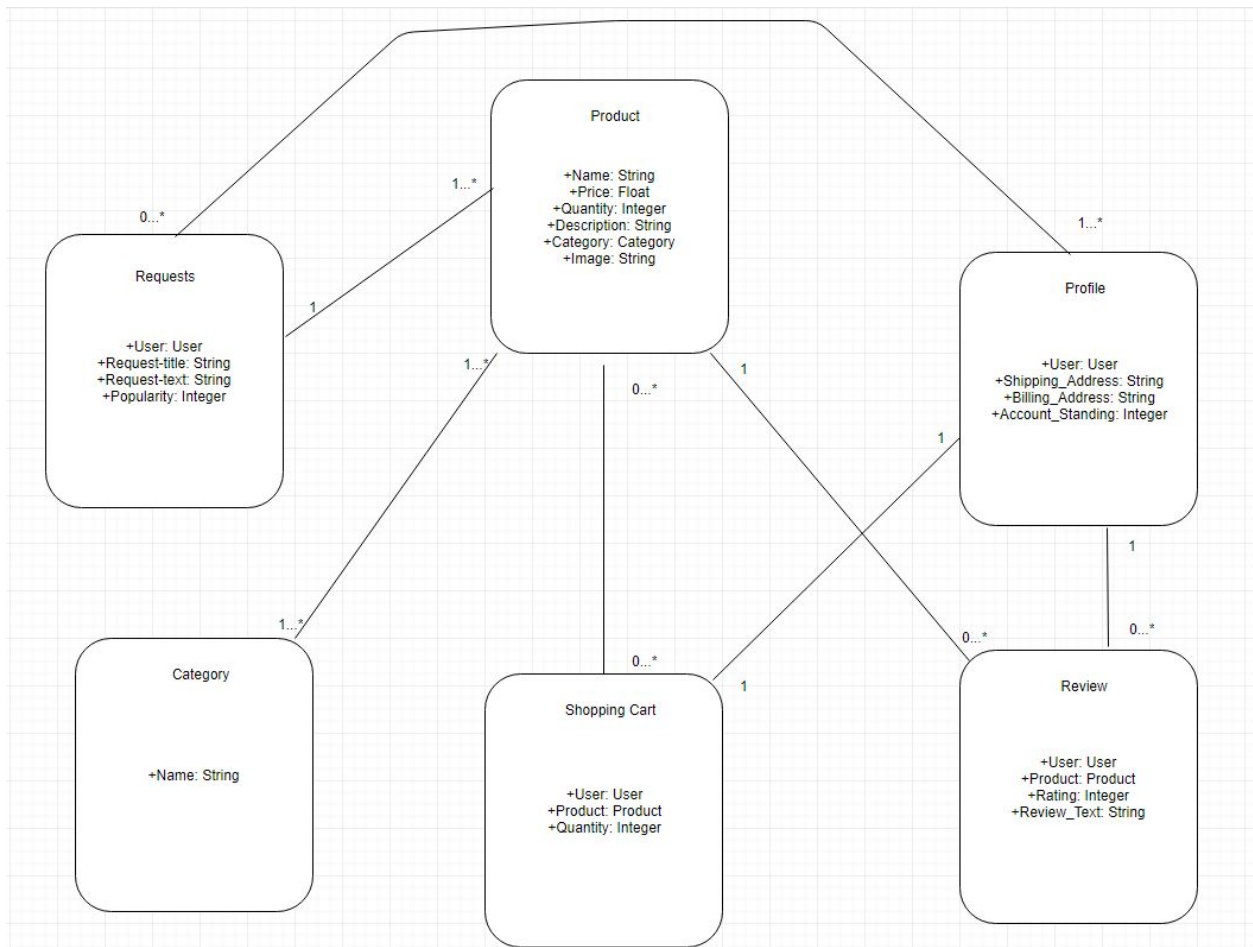 Product
+Name: String
+Price: Float
+Quantity: Integer
+Description: String
+Category: Category
+Image: String
1...*
0...*
1...*
Requests
Profile
1
+User: User
+Request-title: String
+Request-text: String
+Popularity: Integer
+User: User
+Shipping_Address: String
+Billing_Address: String
+Account_Standing: Integer
1...*
0...*
1
1
1
1...*
0...*
0...*
0...*
1
Category
+Name: String
Shopping Cart
+User: User
+Product: Product
+Quantity: Integer
Review
+User: User
+Product: Product
+Rating: Integer
+Review_Text: String